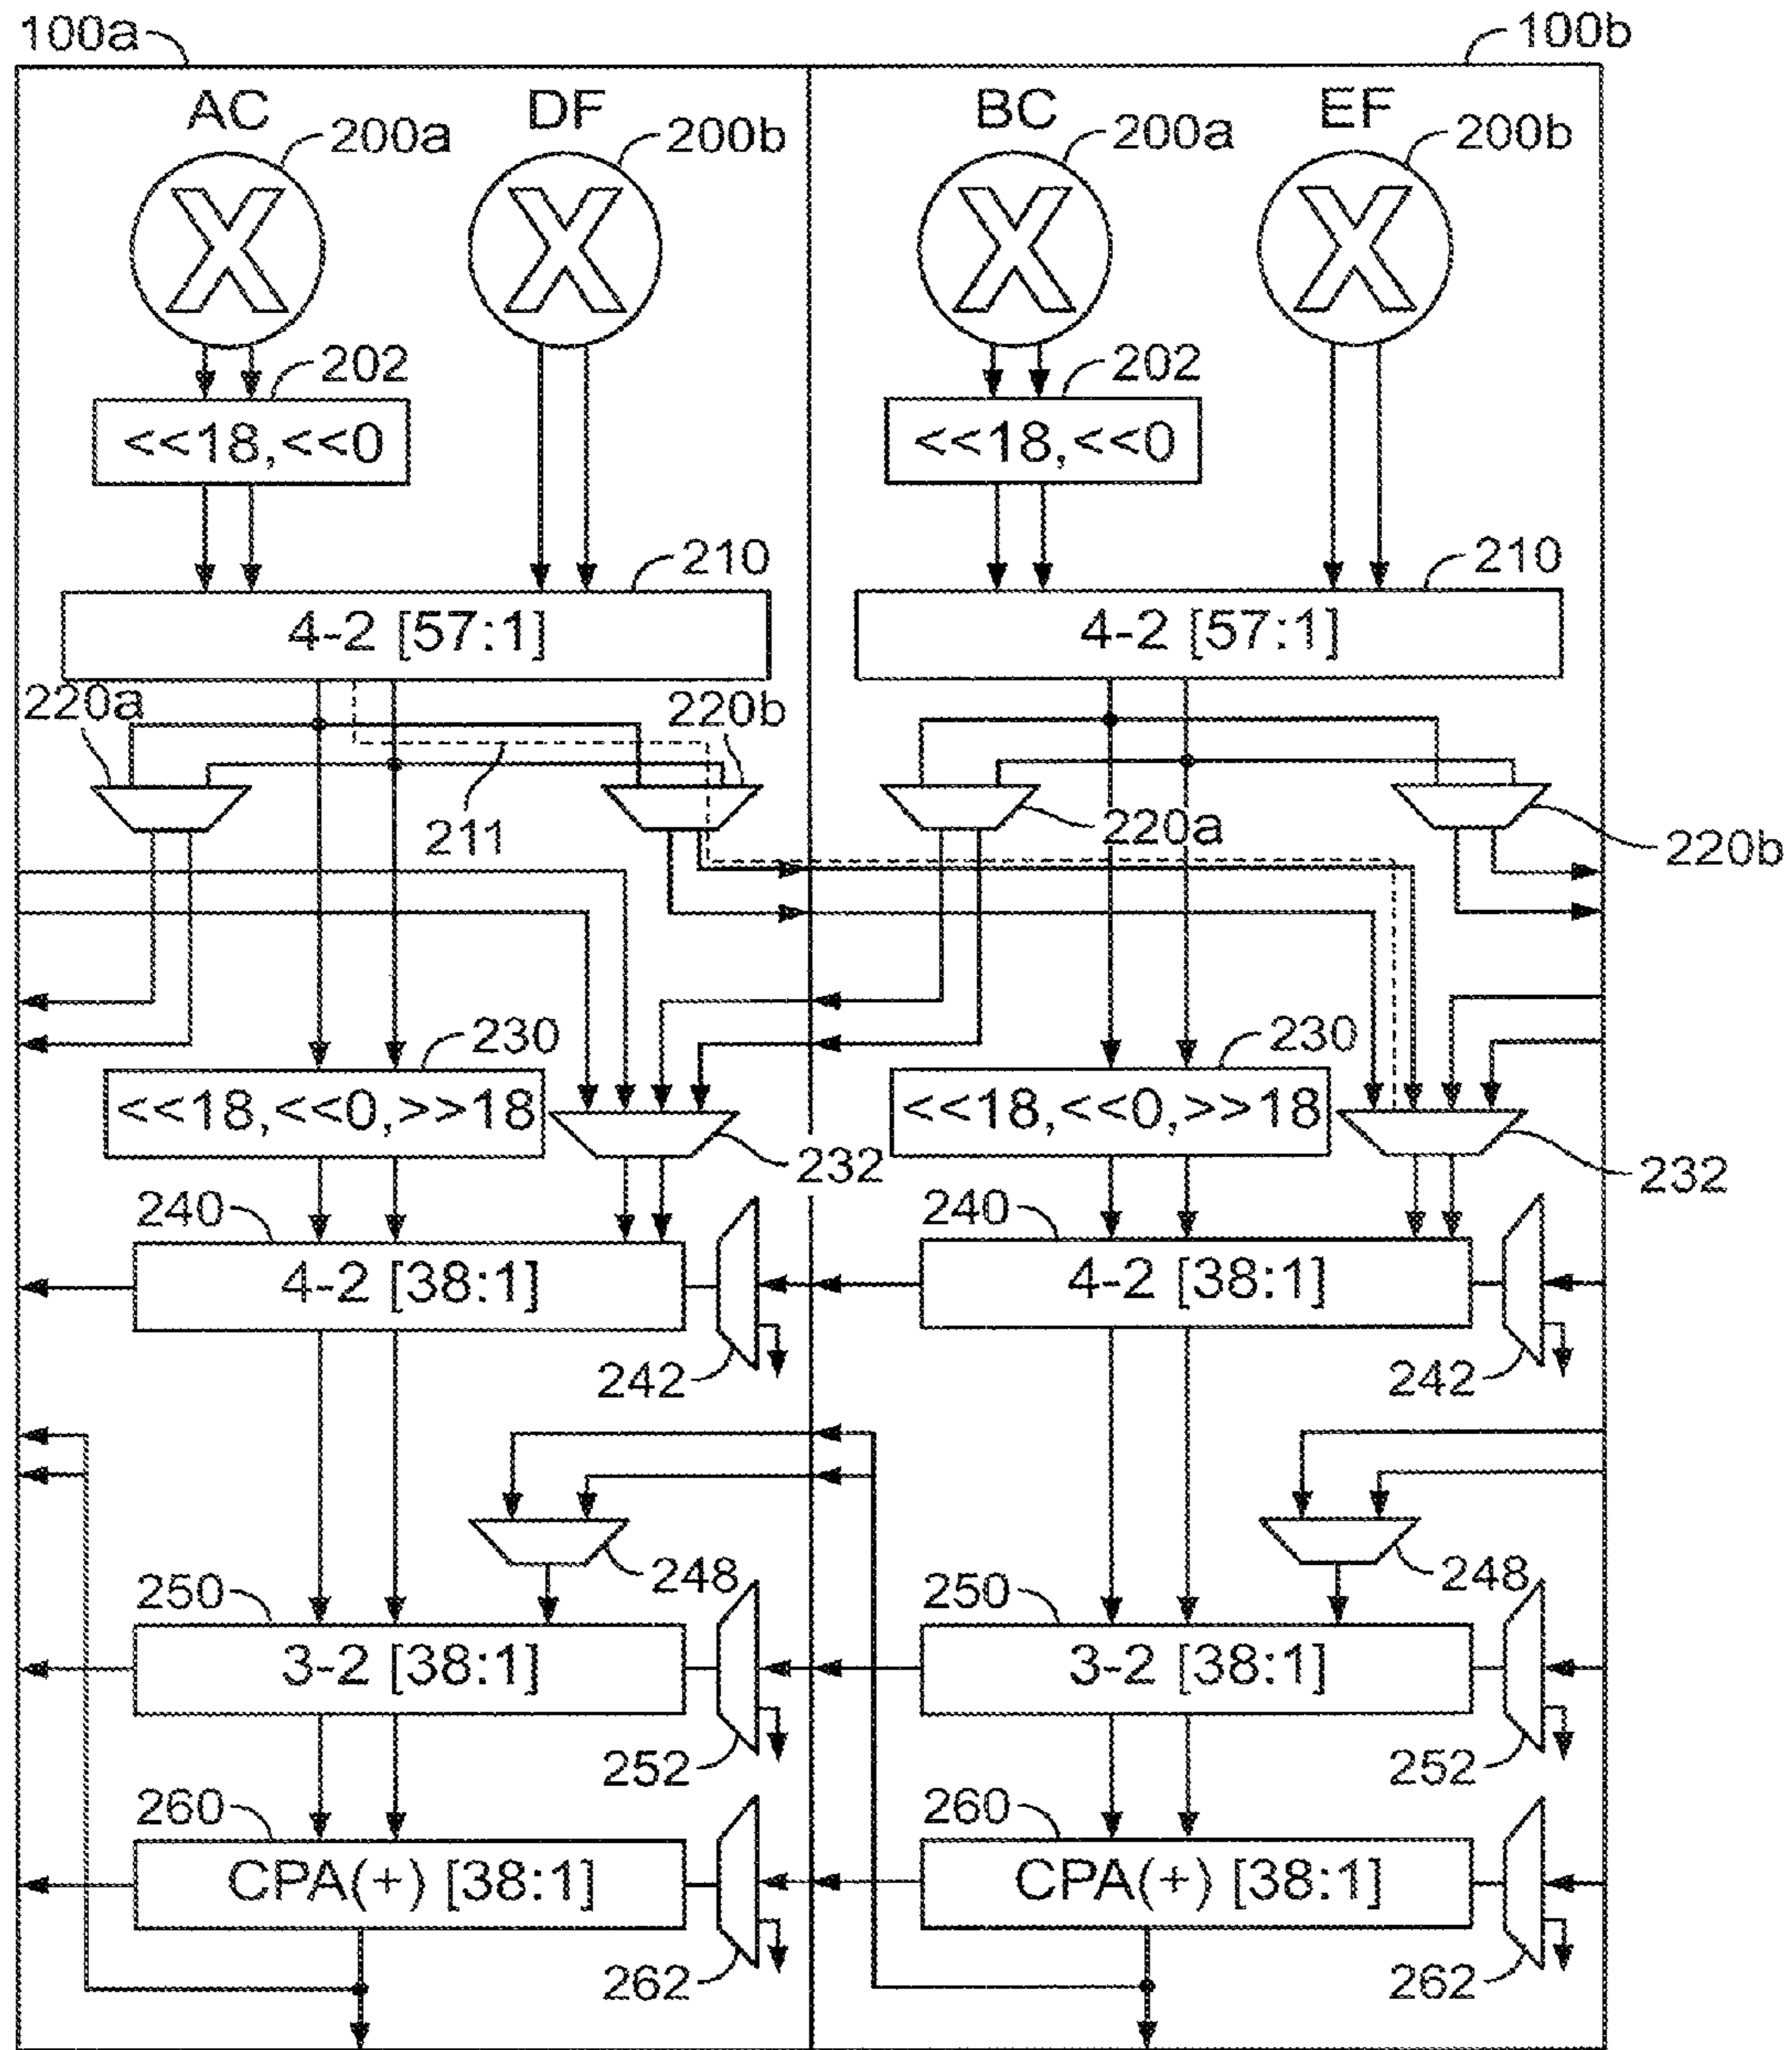 100a 100b
AC DF BC EF
200a 200b 200a 200b
202 202
<<18,<<0 <<18,<<0
210 210
4-2 [57:1] 4-2 [57:1]
220a 220b
211 220a 220b
230 230
<<18,<<0,>>18 <<18,<<0,>>18
232 232
240 240
4-2 [38:1] 4-2 [38:1]
242 242
248 248
250 250
3-2 [38:1] 3-2 [38:1]
252 252
260 260
CPA(+) [38:1] CPA(+) [38:1]
262 262